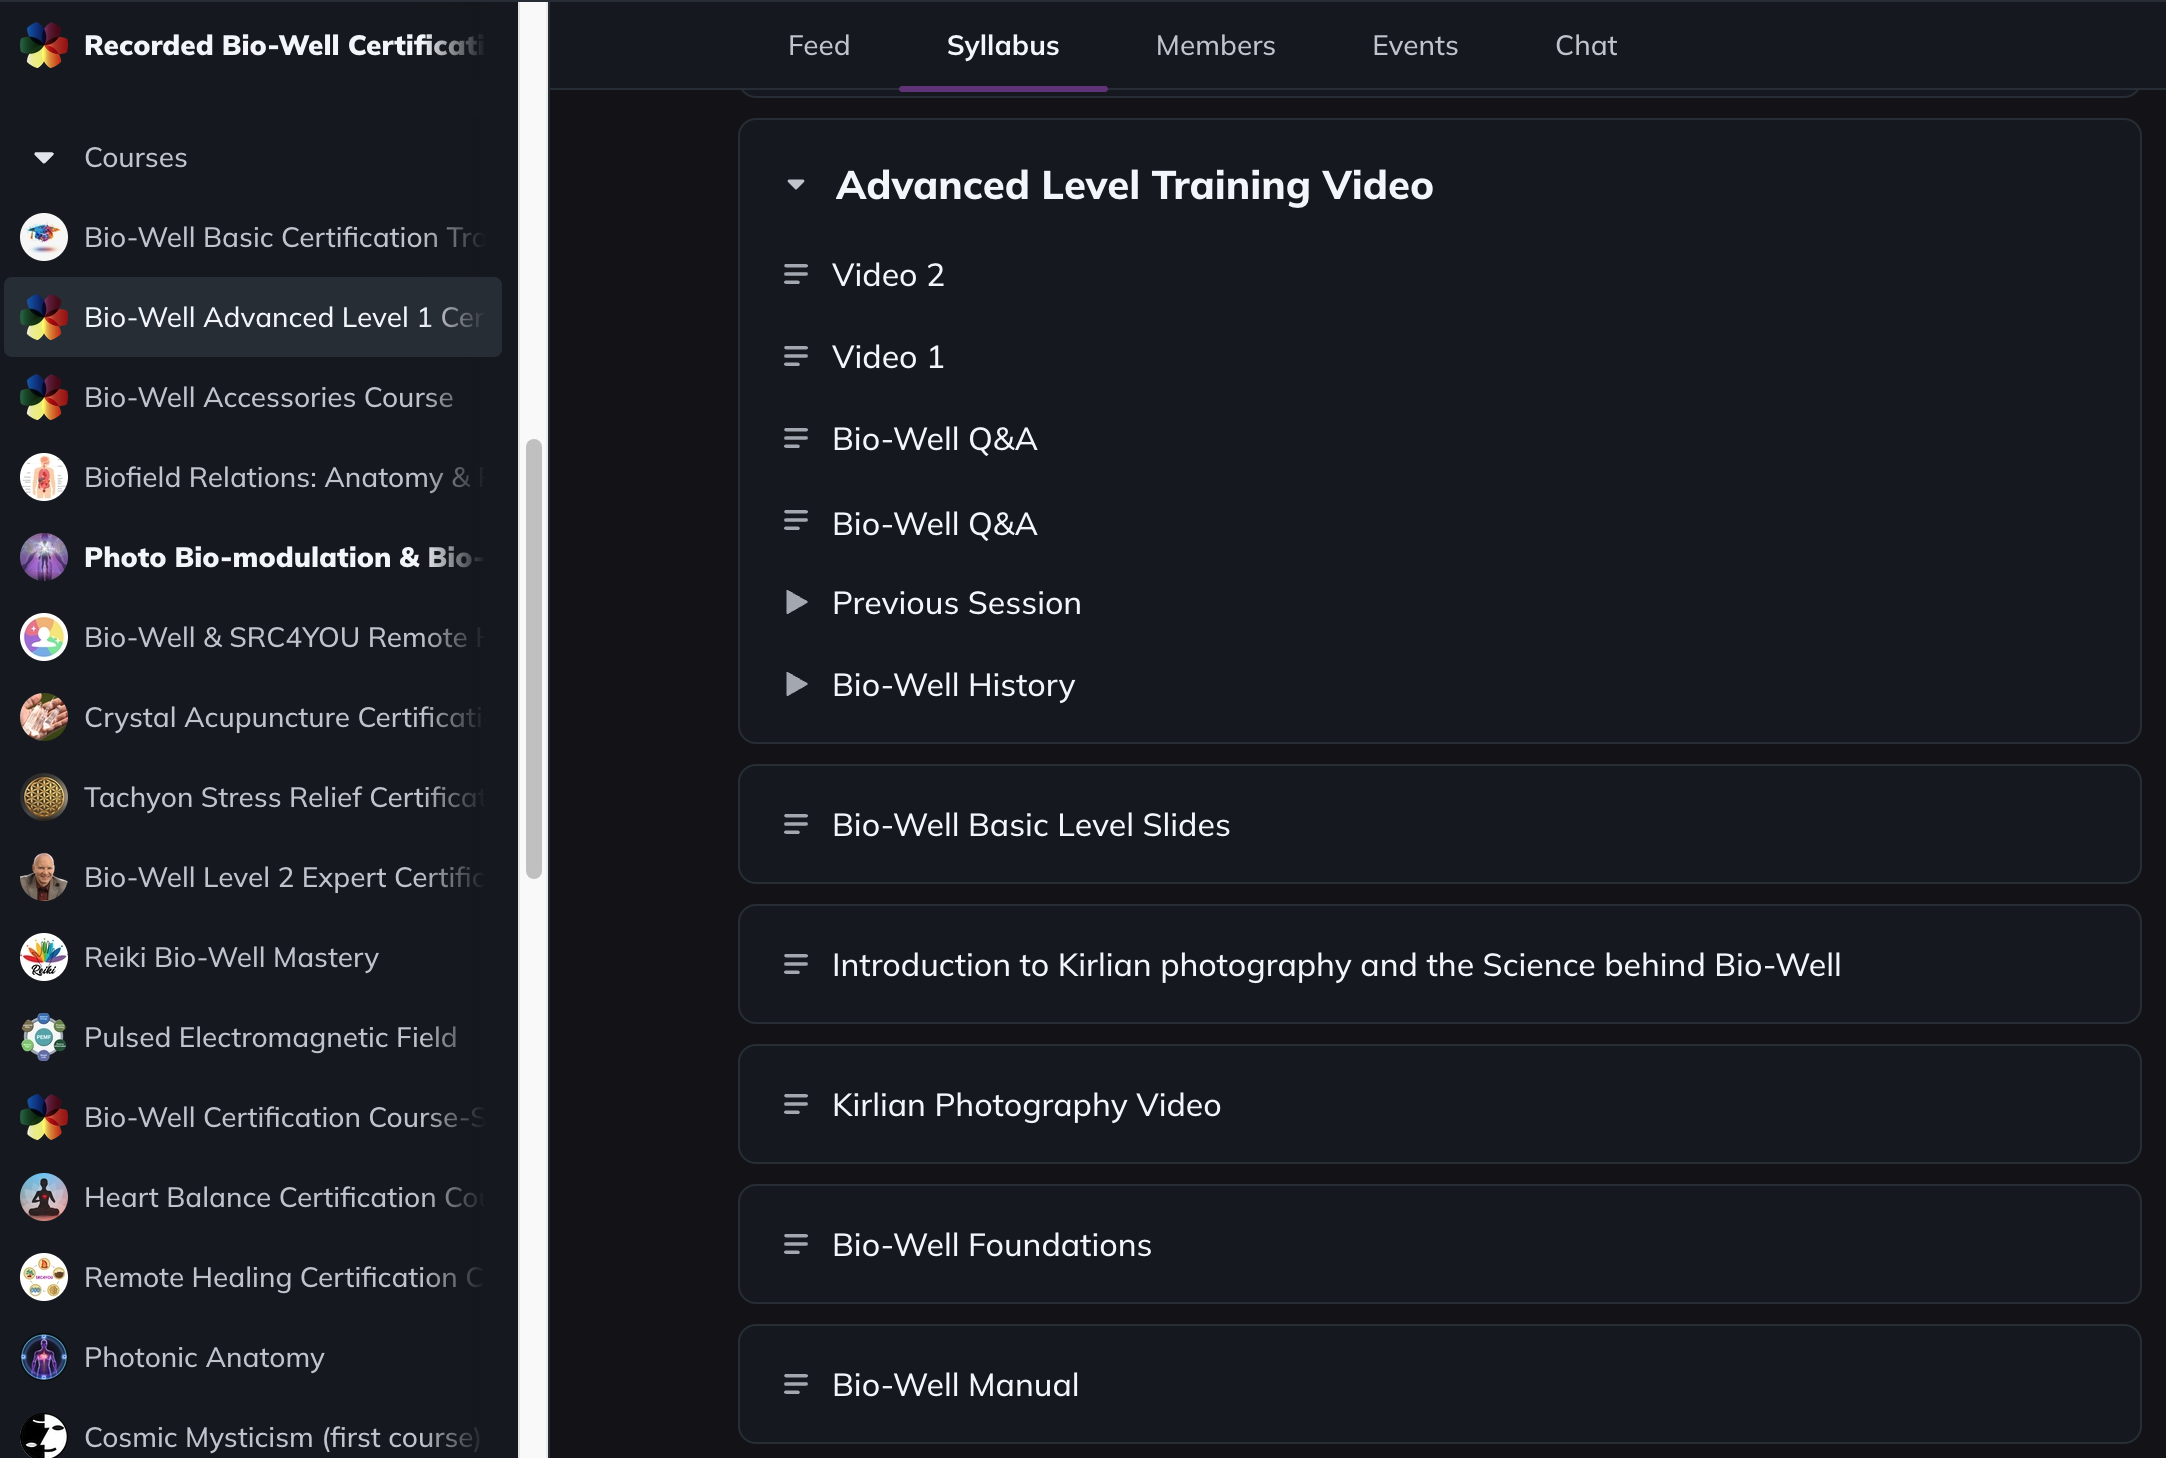 Recorded Bio-Well Certificati
Courses
Bio-Well Basic Certification Tra
Bio-Well Advanced Level 1 Cer
Bio-Well Accessories Course
Biofield Relations: Anatomy &
Photo Bio-modulation & Bio-
Bio-Well & SRC4YOU Remote
Crystal Acupuncture Certificati
Tachyon Stress Relief Certificat
Bio-Well Level 2 Expert Certific
Reiki
Reiki Bio-Well Mastery
PEMF
Pulsed Electromagnetic Field
Bio-Well Certification Course-S
Heart Balance Certification Cou
Remote Healing Certification C
Photonic Anatomy
Cosmic Mysticism (first course)
Feed
Syllabus
Members
Events
Chat
Advanced Level Training Video
Video 2
Video 1
Bio-Well Q&A
Bio-Well Q&A
Previous Session
Bio-Well History
Bio-Well Basic Level Slides
Introduction to Kirlian photography and the Science behind Bio-Well
Kirlian Photography Video
Bio-Well Foundations
Bio-Well Manual